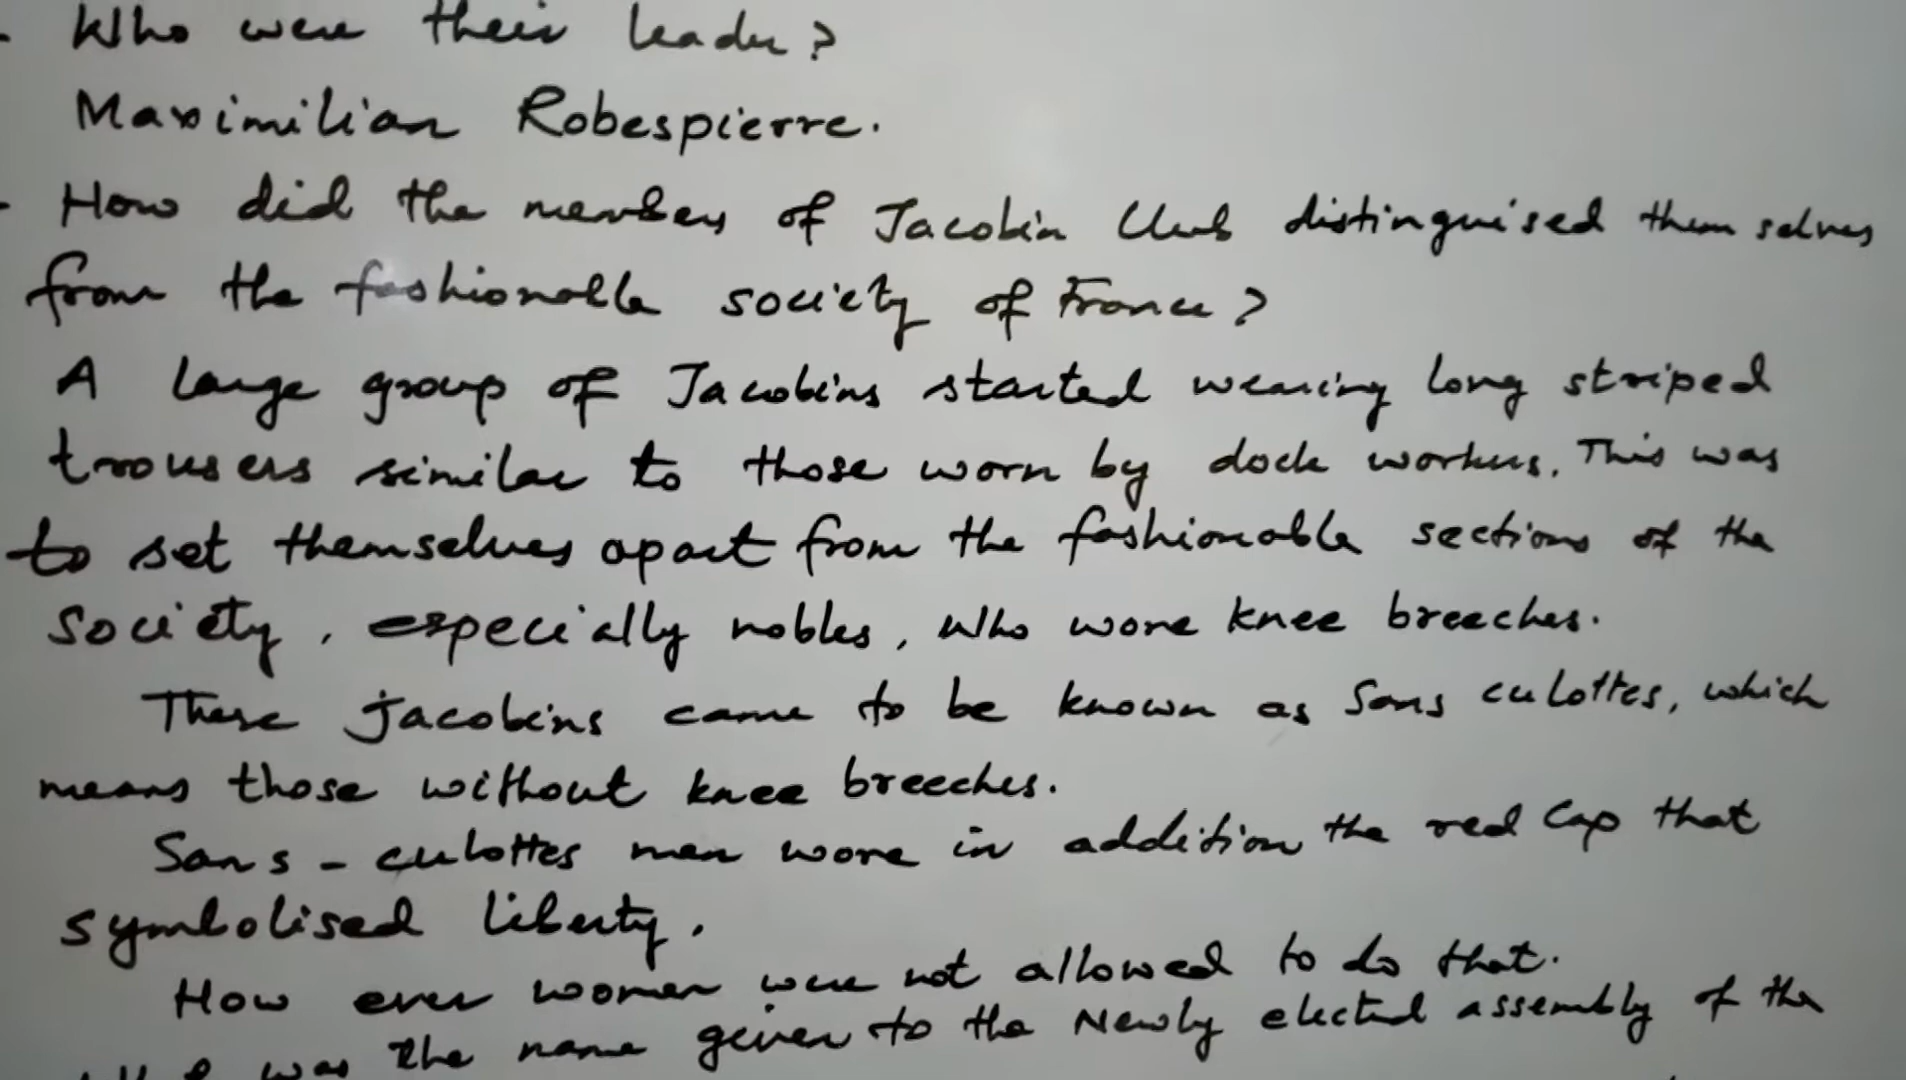 - Who were their leader?
Maximilian Robespierre.
- How did the members of Jacobin Club distinguised themselves
from the fashionable society of France?
A large group of Jacobins started wearing long striped
trousers similar to those worn by dock workers. This was
to set themselves apart from the fashionable sections of the
society, especially nobles, who wore knee breeches.
These Jacobins came to be known as Sans culottes, which
means those without knee breeches.
Sans-culottes men wore in addition the red Cap that
symbolised liberty.
How ever women were not allowed to do that.
was the name given to the Newly elected assembly of the